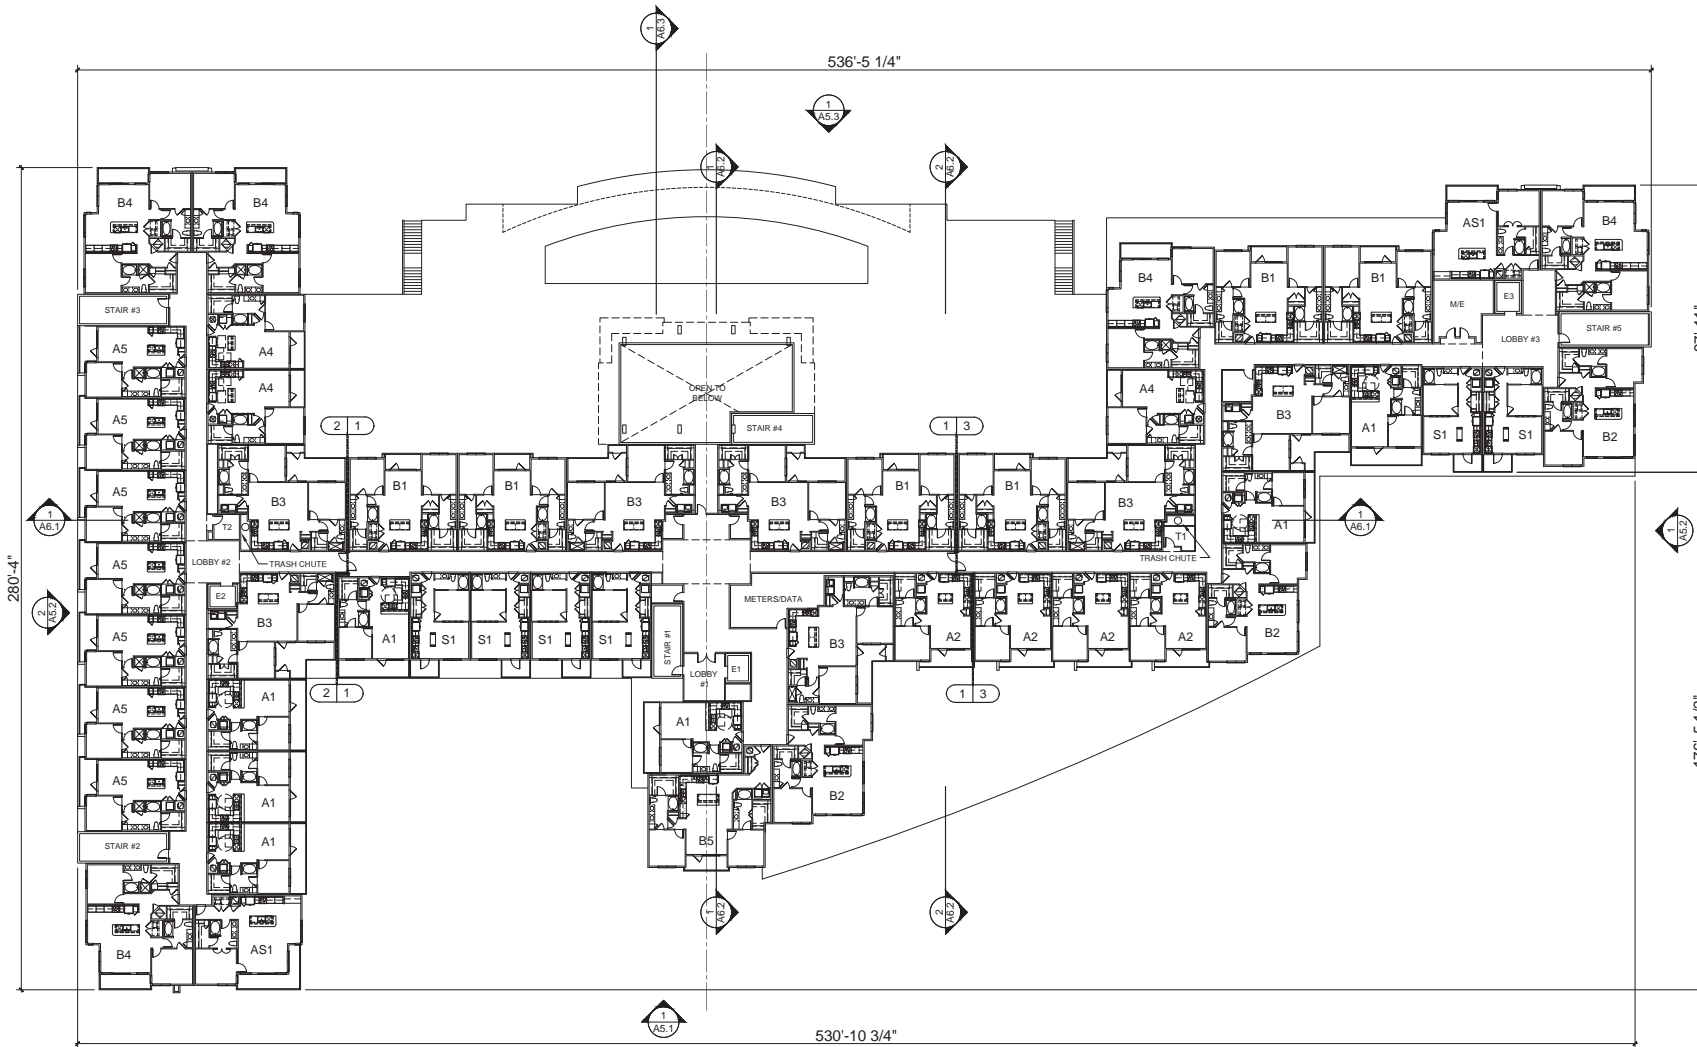 1
A6.3
536'-5 1/4"
1
A5.3
1
A6.2
2
A6.2
B4
B4
AS1
B4
STAIR #3
A5
A4
A4
A5
A5
A5
A5
A5
A5
OPEN TO
BELOW
STAIR #4
B4
B1
B1
M/E
E3
LOBBY #3
STAIR #5
A4
B3
A1
S1
S1
B2
2 1
1 3
B3
B1
B1
B3
B3
B1
B1
B3
A1
1
A6.1
T2
LOBBY #2
TRASH CHUTE
T1
TRASH CHUTE
1
A6.1
1
A5.2
280'-4"
2
A5.2
E2
B3
A1
S1
S1
S1
S1
STAIR #1
METERS/DATA
LOBBY
#1
E1
B3
A2
A2
A2
A2
B2
2 1
1 3
A1
A1
A1
A1
B2
B5
STAIR #2
B4
AS1
1
A6.2
2
A6.2
1
A5.1
530'-10 3/4"